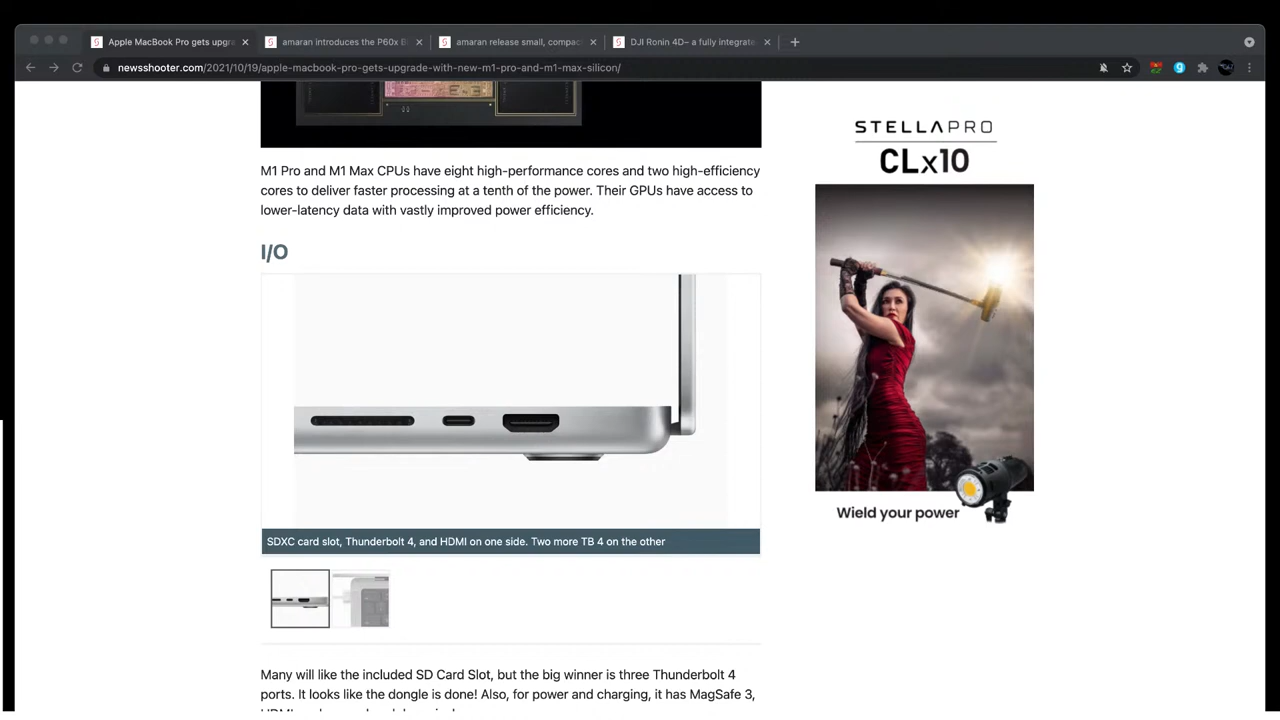 Apple MacBook Pro gets upgra
amaran introduces the P60x B
amaran release small, compac
DJI Ronin 4D– a fully integrate
newsshooter.com/2021/10/19/apple-macbook-pro-gets-upgrade-with-new-m1-pro-and-m1-max-silicon/
M1 Pro and M1 Max CPUs have eight high-performance cores and two high-efficiency
cores to deliver faster processing at a tenth of the power. Their GPUs have access to
lower-latency data with vastly improved power efficiency.
I/O
SDXC card slot, Thunderbolt 4, and HDMI on one side. Two more TB 4 on the other
Many will like the included SD Card Slot, but the big winner is three Thunderbolt 4
ports. It looks like the dongle is done! Also, for power and charging, it has MagSafe 3,
STELLAPRO
CLx10
Wield your power